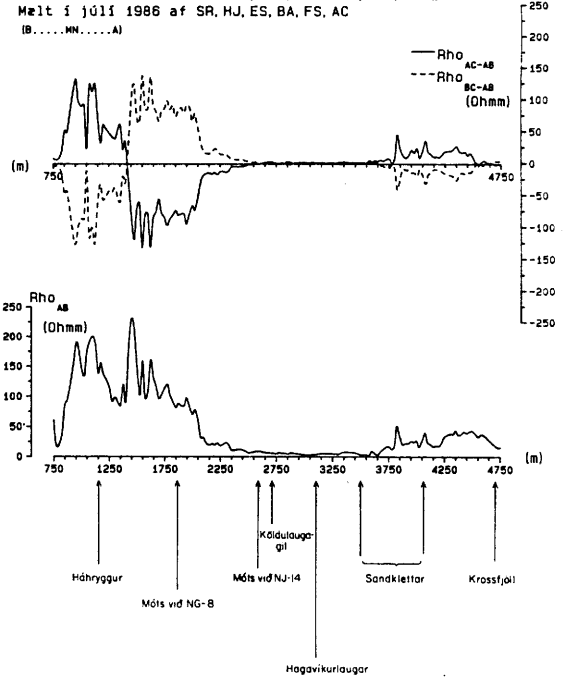 Mælt í júlí 1986 af SR, HJ, ES, BA, FS, AC
(B.....MN.....A)
250
200
150
100
50
0
-50
-100
-150
-200
-250
Rho AC-AB
Rho BC-AB
(Ohmm)
(m)
750
4750
Rho AB
(Ohmm)
250
200
150
100
50
0
750 1250 1750 2250 2750 3250 3750 4250 4750 (m)
Köldulauga-
gil
Háhryggur
Móts við NJ-14
Sandklettar
Krossfjöll
Móts við NG-8
Hagavíkurlaugar